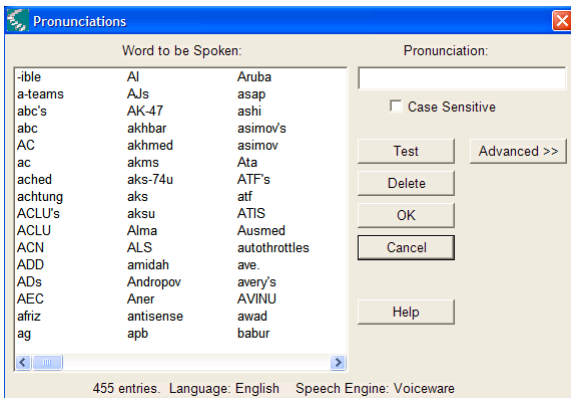 Pronunciations
Word to be Spoken:
Pronunciation:
-ible Al Aruba
a-teams AJs asap
abc's AK-47 ashi
abc akhbar asimov's
AC akhmed asimov
ac akms Ata
ached aks-74u ATF's
achtung aks atf
ACLU's aksu ATIS
ACLU Alma Ausmed
ACN ALS autothrottles
ADD amidah ave.
ADs Andropov avery's
AEC Aner AVINU
afriz antisense awad
ag apb babur
Case Sensitive
Test Advanced >>
Delete
OK
Cancel
Help
455 entries. Language: English Speech Engine: Voiceware